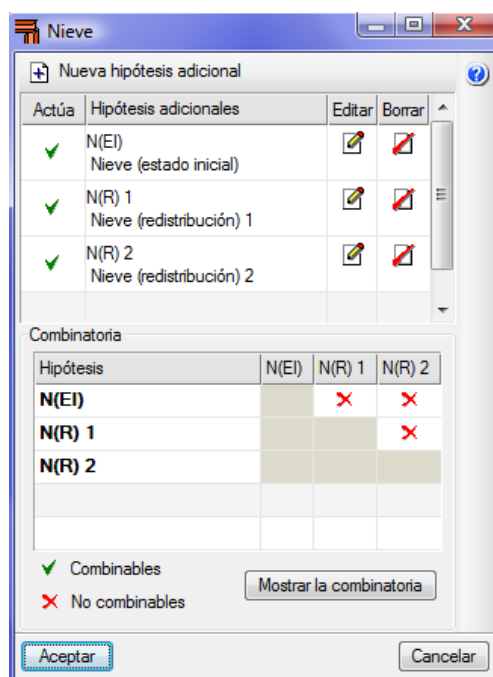 Nieve
Nueva hipótesis adicional
Actúa Hipótesis adicionales Editar Borrar
N(EI)
Nieve (estado inicial)
N(R) 1
Nieve (redistribución) 1
N(R) 2
Nieve (redistribución) 2
Combinatoria
Hipótesis N(EI) N(R) 1 N(R) 2
N(EI)
N(R) 1
N(R) 2
Combinables
No combinables
Mostrar la combinatoria
Aceptar Cancelar